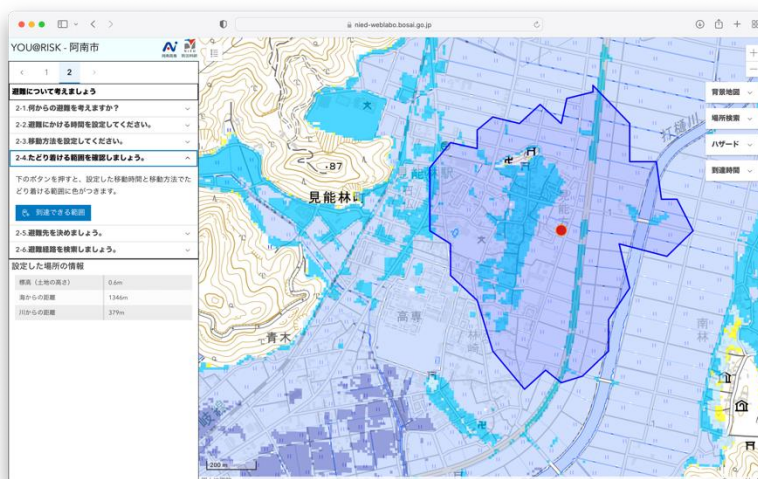 nied-weblabo.bosai.go.jp
YOU@RISK - 阿南市
1
2
避難について考えましょう
2-1.何からの避難を考えますか？
2-2.避難にかける時間を設定してください。
2-3.移動方法を設定してください。
2-4.たどり着ける範囲を確認しましょう。
下のボタンを押すと、設定した移動時間と移動方法でた
どり着ける範囲に色がつきます。
到達できる範囲
2-5.避難先を決めましょう。
2-6.避難経路を検索しましょう。
設定した場所の情報
標高（土地の高さ） 0.6m
海からの距離 1346m
川からの距離 379m
背景地図
場所検索
ハザード
到達時間
打樋川
・87
見能林町
高専
青木
南林
200 m